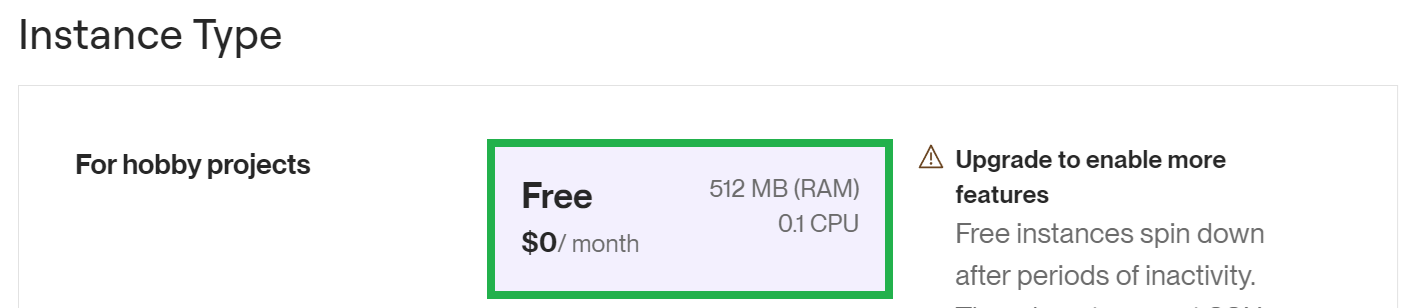 Instance Type
For hobby projects
Free
512 MB (RAM)
$0/ month
0.1 CPU
Upgrade to enable more
features
Free instances spin down
after periods of inactivity.